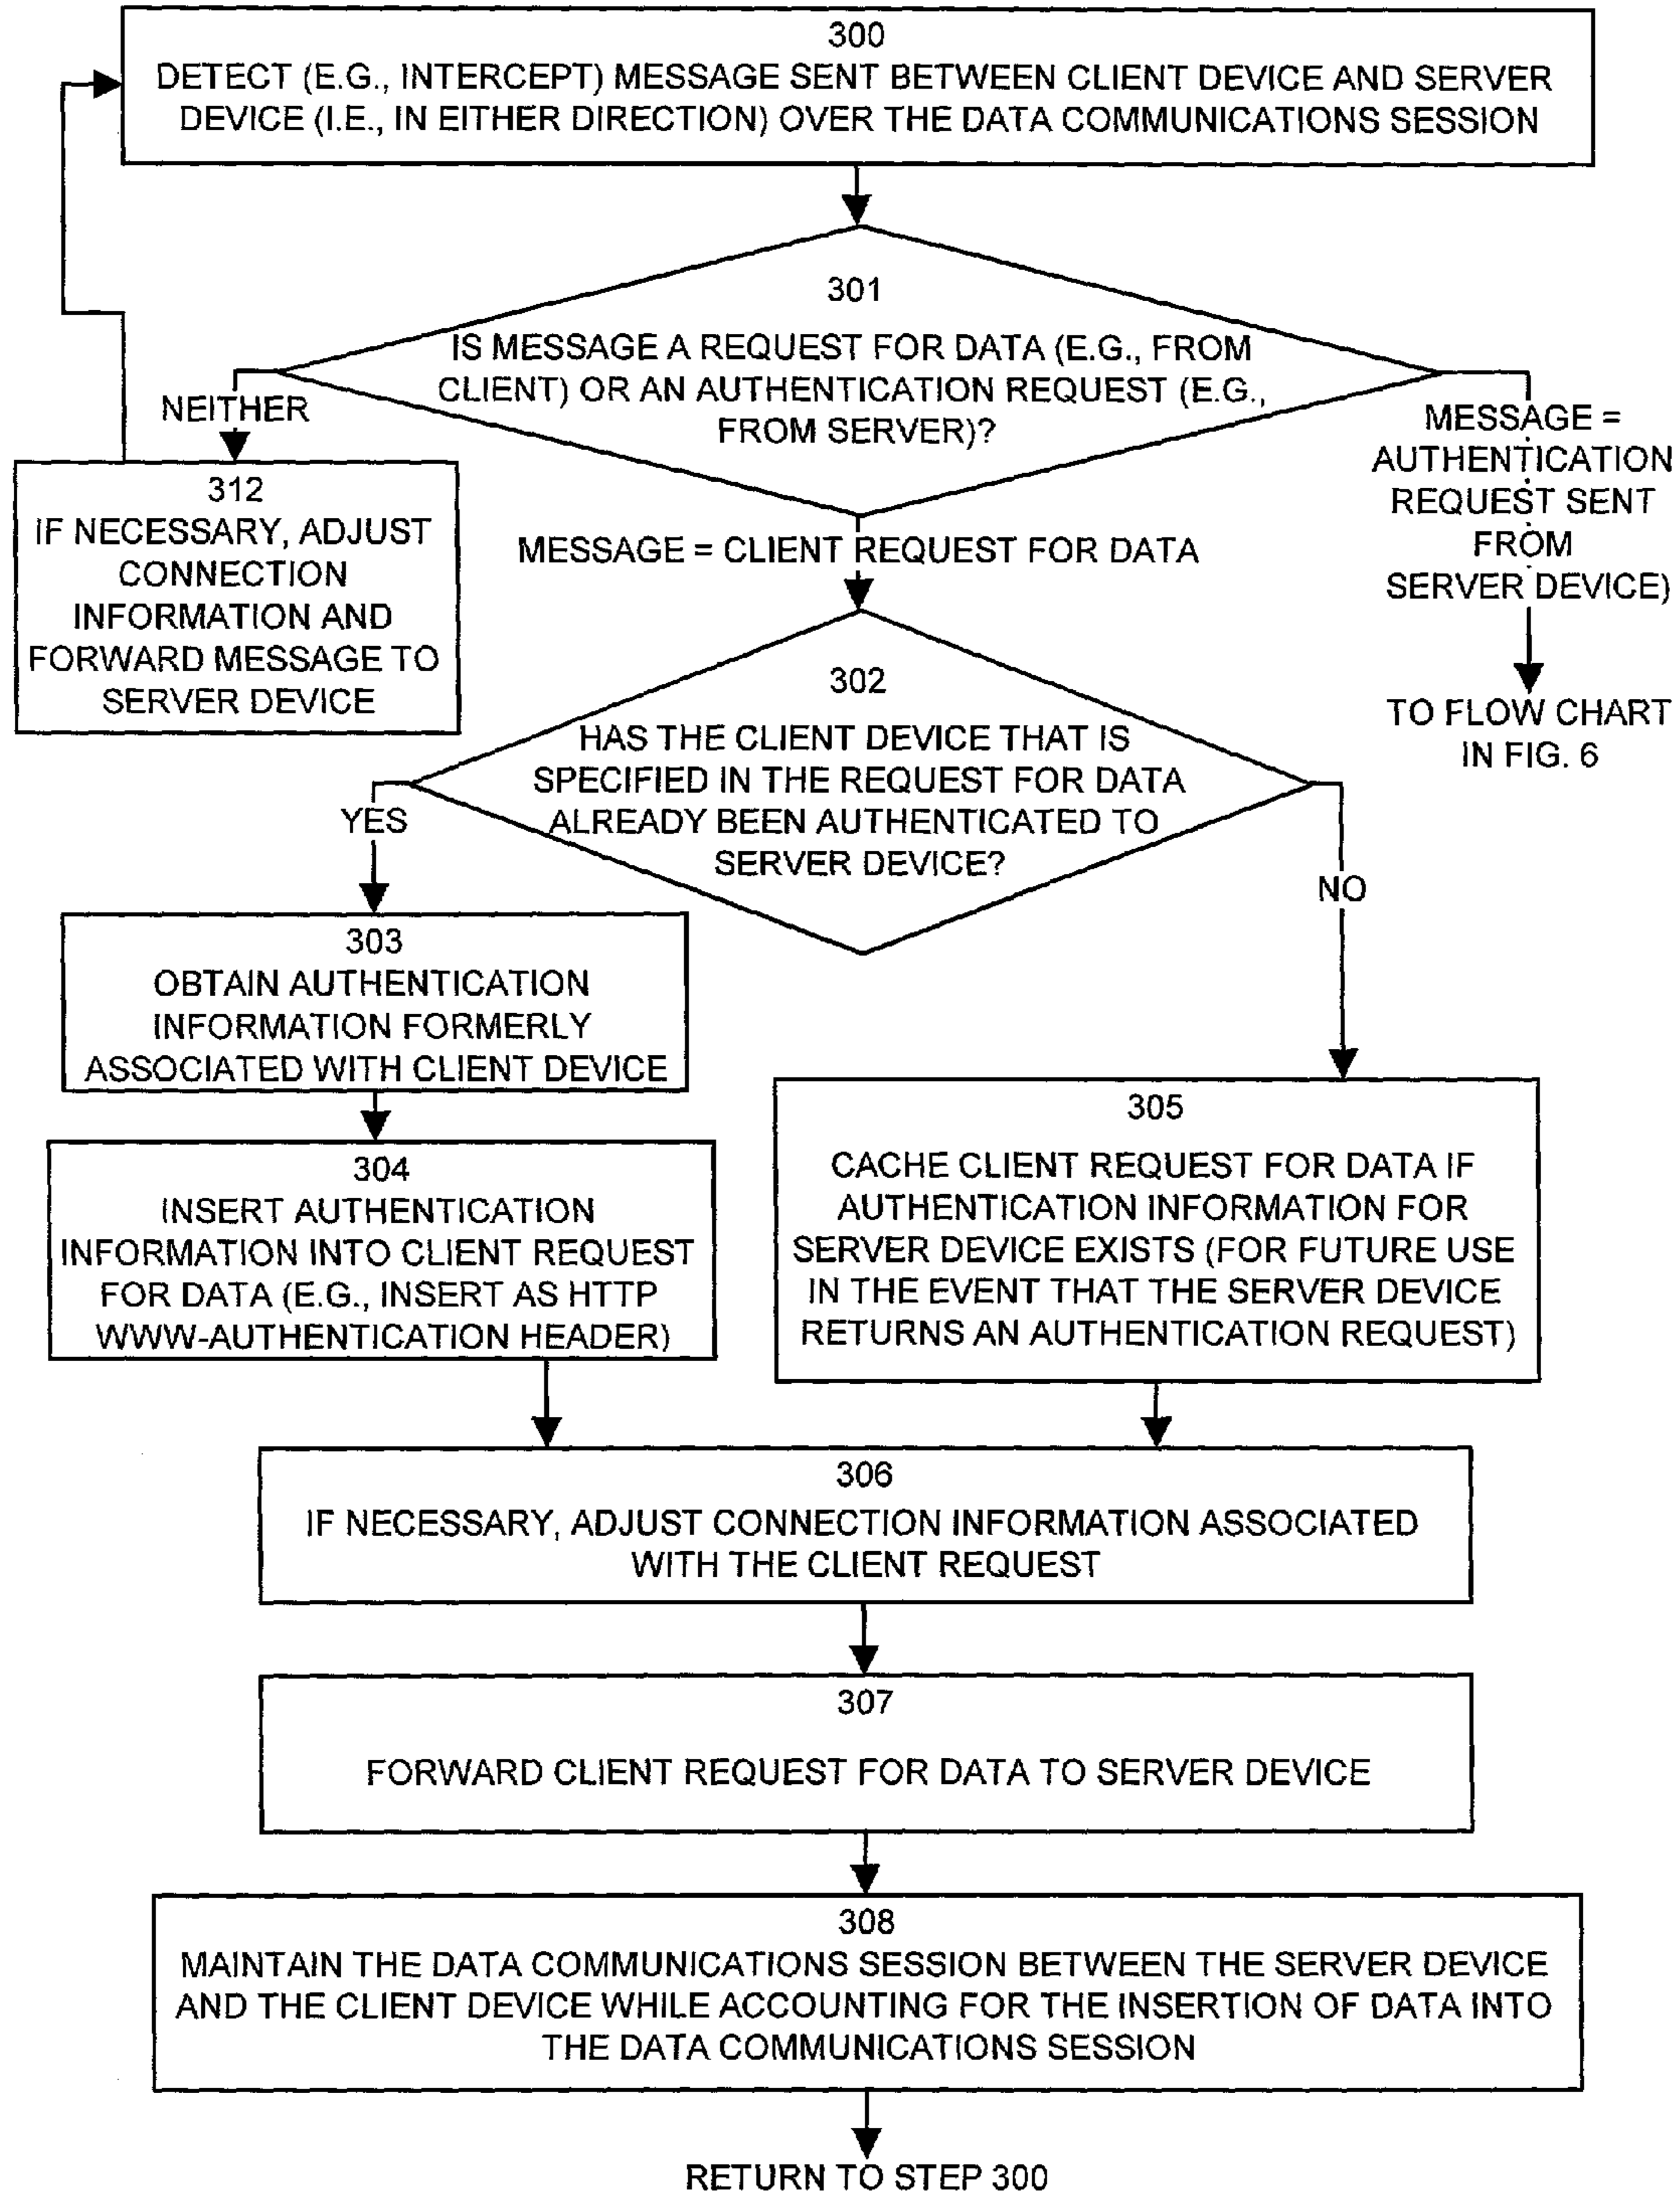 300
DETECT (E.G., INTERCEPT) MESSAGE SENT BETWEEN CLIENT DEVICE AND SERVER
DEVICE (I.E., IN EITHER DIRECTION) OVER THE DATA COMMUNICATIONS SESSION
301
IS MESSAGE A REQUEST FOR DATA (E.G., FROM
CLIENT) OR AN AUTHENTICATION REQUEST (E.G.,
FROM SERVER)?
NEITHER
312
IF NECESSARY, ADJUST
CONNECTION
INFORMATION AND
FORWARD MESSAGE TO
SERVER DEVICE
MESSAGE = CLIENT REQUEST FOR DATA
MESSAGE =
AUTHENTICATION
REQUEST SENT
FROM
SERVER DEVICE)
TO FLOW CHART
IN FIG. 6
302
HAS THE CLIENT DEVICE THAT IS
SPECIFIED IN THE REQUEST FOR DATA
ALREADY BEEN AUTHENTICATED TO
SERVER DEVICE?
YES
NO
303
OBTAIN AUTHENTICATION
INFORMATION FORMERLY
ASSOCIATED WITH CLIENT DEVICE
304
INSERT AUTHENTICATION
INFORMATION INTO CLIENT REQUEST
FOR DATA (E.G., INSERT AS HTTP
WWW-AUTHENTICATION HEADER)
305
CACHE CLIENT REQUEST FOR DATA IF
AUTHENTICATION INFORMATION FOR
SERVER DEVICE EXISTS (FOR FUTURE USE
IN THE EVENT THAT THE SERVER DEVICE
RETURNS AN AUTHENTICATION REQUEST)
306
IF NECESSARY, ADJUST CONNECTION INFORMATION ASSOCIATED
WITH THE CLIENT REQUEST
307
FORWARD CLIENT REQUEST FOR DATA TO SERVER DEVICE
308
MAINTAIN THE DATA COMMUNICATIONS SESSION BETWEEN THE SERVER DEVICE
AND THE CLIENT DEVICE WHILE ACCOUNTING FOR THE INSERTION OF DATA INTO
THE DATA COMMUNICATIONS SESSION
RETURN TO STEP 300